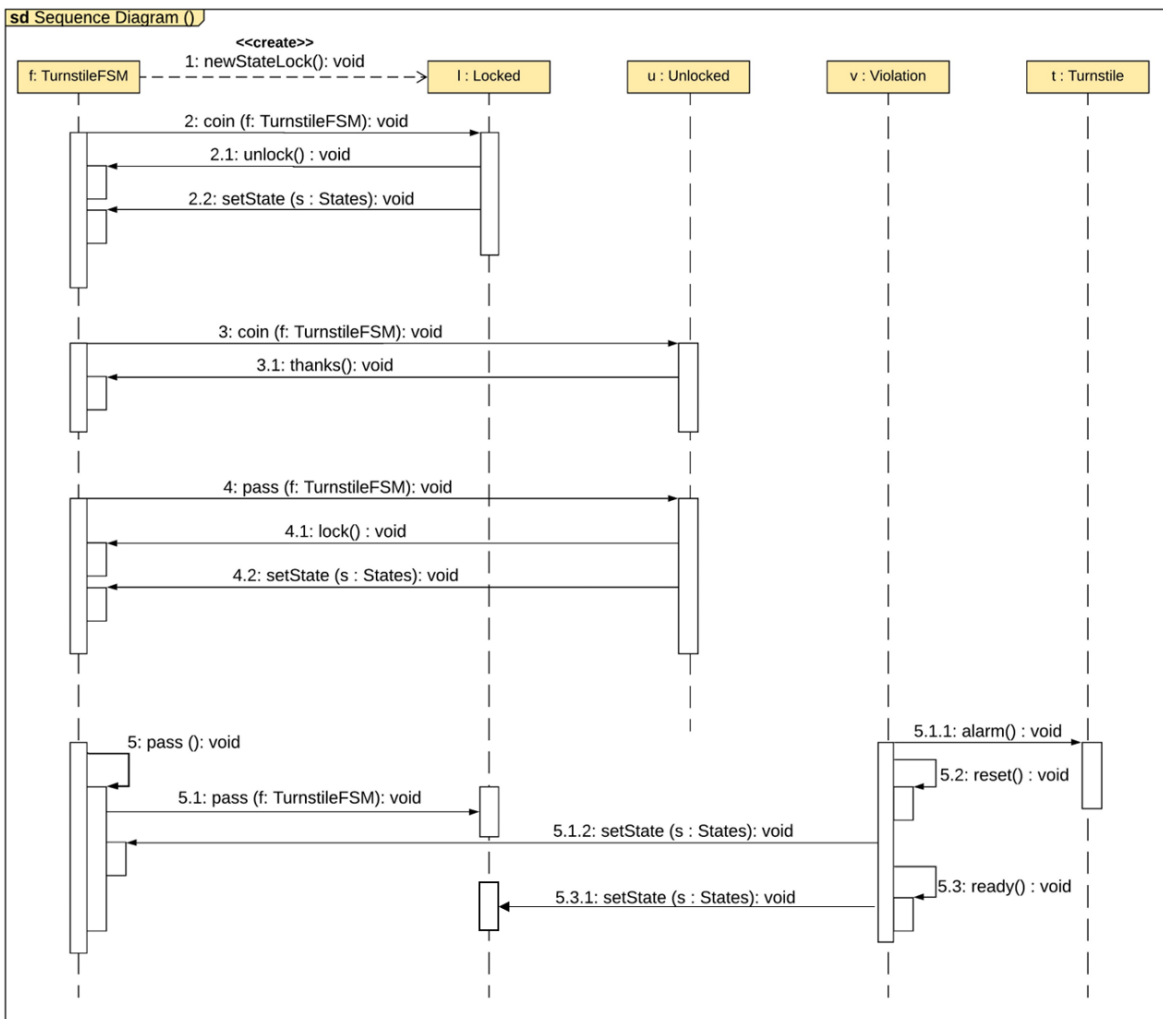 sd Sequence Diagram ()
<<create>>
1: newStateLock(): void
f: TurnstileFSM
l : Locked
u : Unlocked
v : Violation
t : Turnstile
2: coin (f: TurnstileFSM): void
2.1: unlock() : void
2.2: setState (s : States): void
3: coin (f: TurnstileFSM): void
3.1: thanks(): void
4: pass (f: TurnstileFSM): void
4.1: lock() : void
4.2: setState (s : States): void
5: pass (): void
5.1.1: alarm() : void
5.2: reset() : void
5.1: pass (f: TurnstileFSM): void
5.1.2: setState (s : States): void
5.3: ready() : void
5.3.1: setState (s : States): void